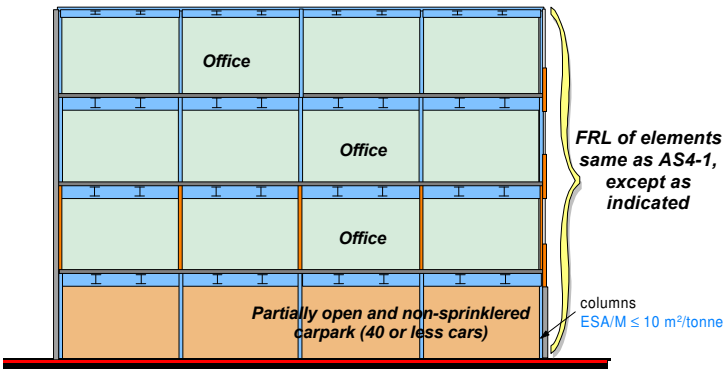 Office
Office
FRL of elements
same as AS4-1,
except as
indicated
Office
Partially open and non-sprinklered
carpark (40 or less cars)
columns
ESA/M ≤ 10 m²/tonne